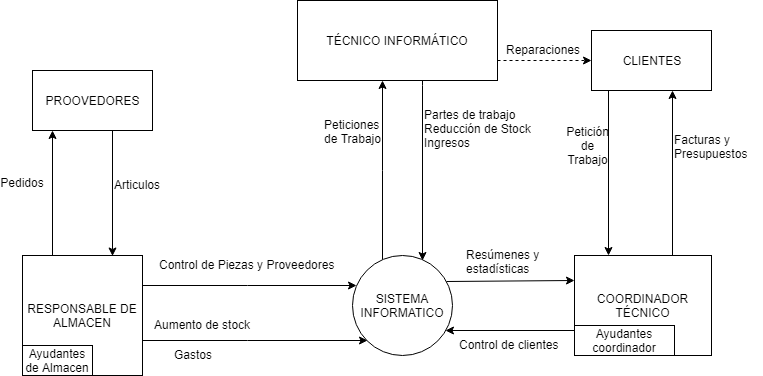 TÉCNICO INFORMÁTICO
Reparaciones
CLIENTES
PROOVEDORES
Peticiones
de Trabajo
Partes de trabajo
Reducción de Stock
Ingresos
Petición
de
Trabajo
Facturas y
Presupuestos
Pedidos
Articulos
Control de Piezas y Proveedores
Resúmenes y
estadísticas
RESPONSABLE DE
ALMACEN
Ayudantes
de Almacen
Aumento de stock
Gastos
SISTEMA
INFORMATICO
Control de clientes
COORDINADOR
TÉCNICO
Ayudantes
coordinador